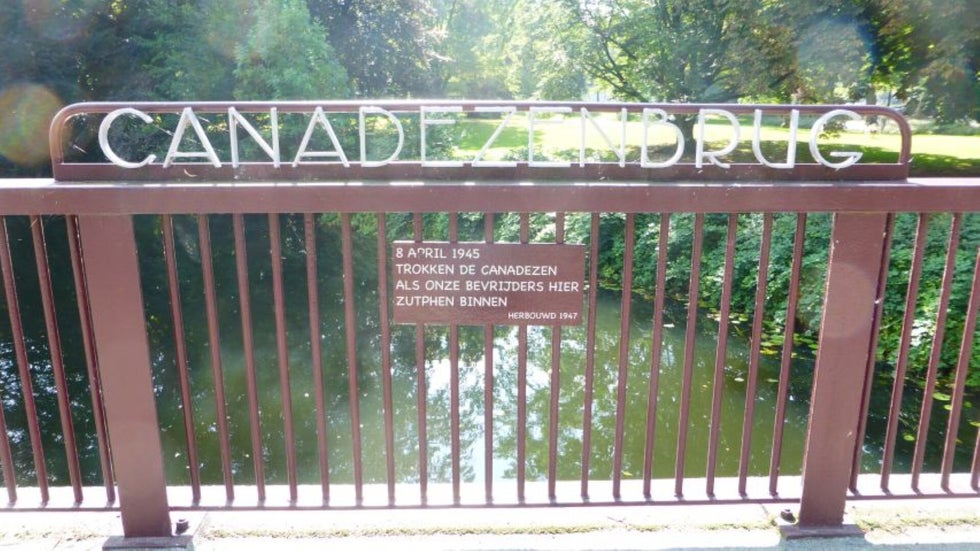 CANADEZENBRUG
8 APRIL 1945
TROKKEN DE CANADEZEN
ALS ONZE BEVRIJDERS HIER
ZUTPHEN BINNEN
HERBOUWD 1947